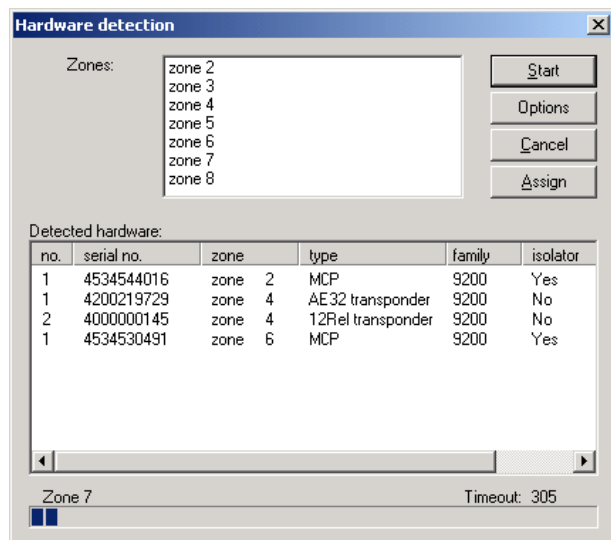 Hardware detection
Zones:
zone 2
zone 3
zone 4
zone 5
zone 6
zone 7
zone 8
Start
Options
Cancel
Assign
Detected hardware:
no. serial no. zone type family isolator
1 4534544016 zone 2 MCP 9200 Yes
1 4200219729 zone 4 AE32 transponder 9200 No
2 4000000145 zone 4 12Rel transponder 9200 No
1 4534530491 zone 6 MCP 9200 Yes
Zone 7 Timeout: 305